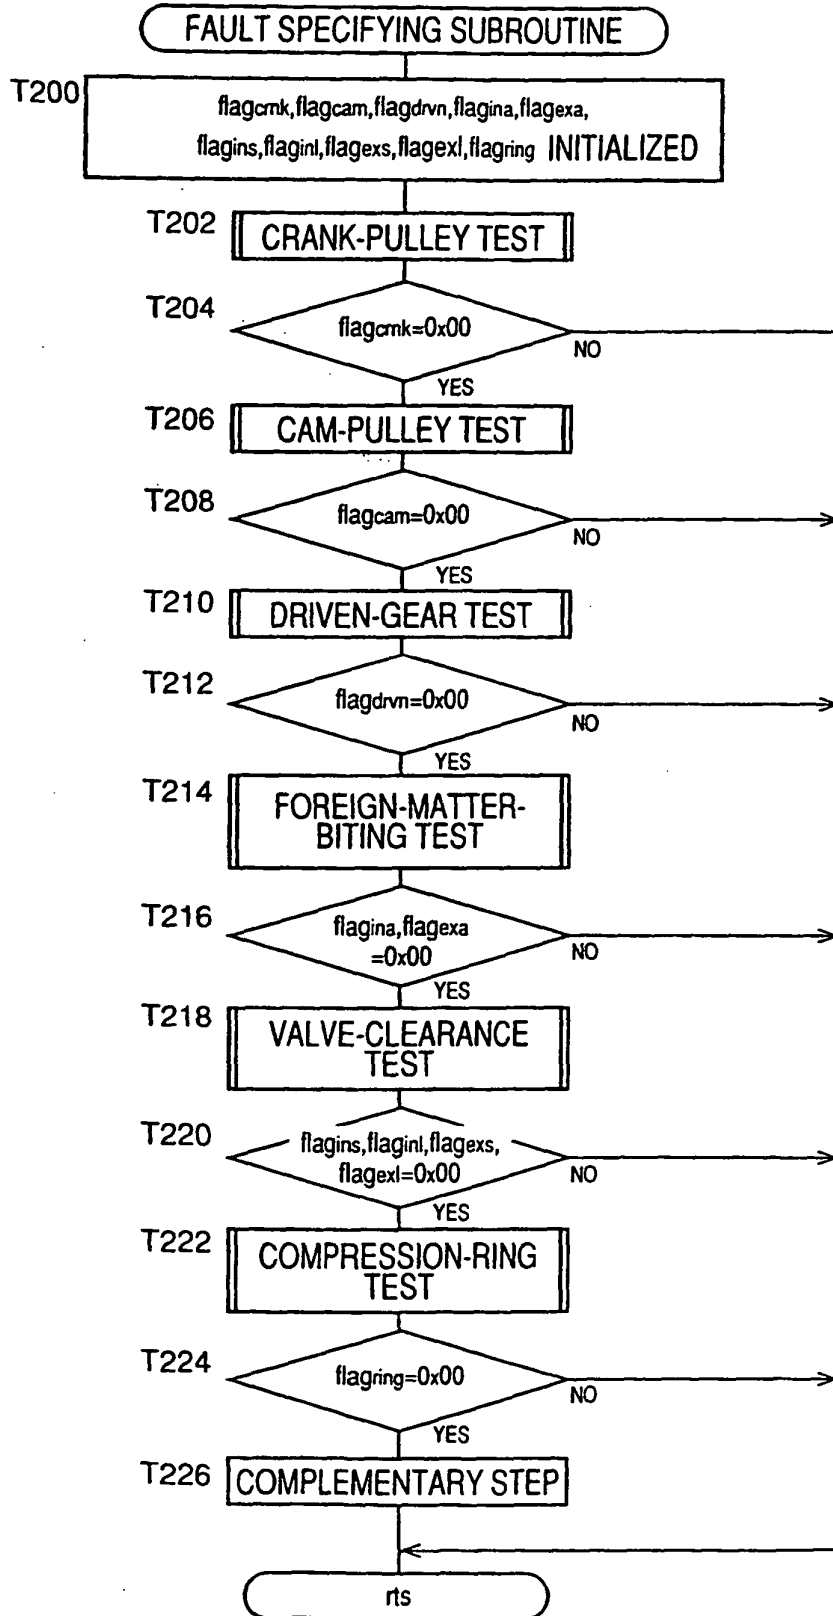 FAULT SPECIFYING SUBROUTINE
T200
flagcrnk,flagcam,flagdrvn,flagina,flagexa,
flagins,flaginl,flagexs,flagexl,flagring INITIALIZED
T202
CRANK-PULLEY TEST
T204
flagcrnk=0x00
NO
YES
T206
CAM-PULLEY TEST
T208
flagcam=0x00
NO
YES
T210
DRIVEN-GEAR TEST
T212
flagdrvn=0x00
NO
YES
T214
FOREIGN-MATTER-
BITING TEST
T216
flagina,flagexa
=0x00
NO
YES
T218
VALVE-CLEARANCE
TEST
T220
flagins,flaginl,flagexs,
flagexl=0x00
NO
YES
T222
COMPRESSION-RING
TEST
T224
flagring=0x00
NO
YES
T226
COMPLEMENTARY STEP
rts